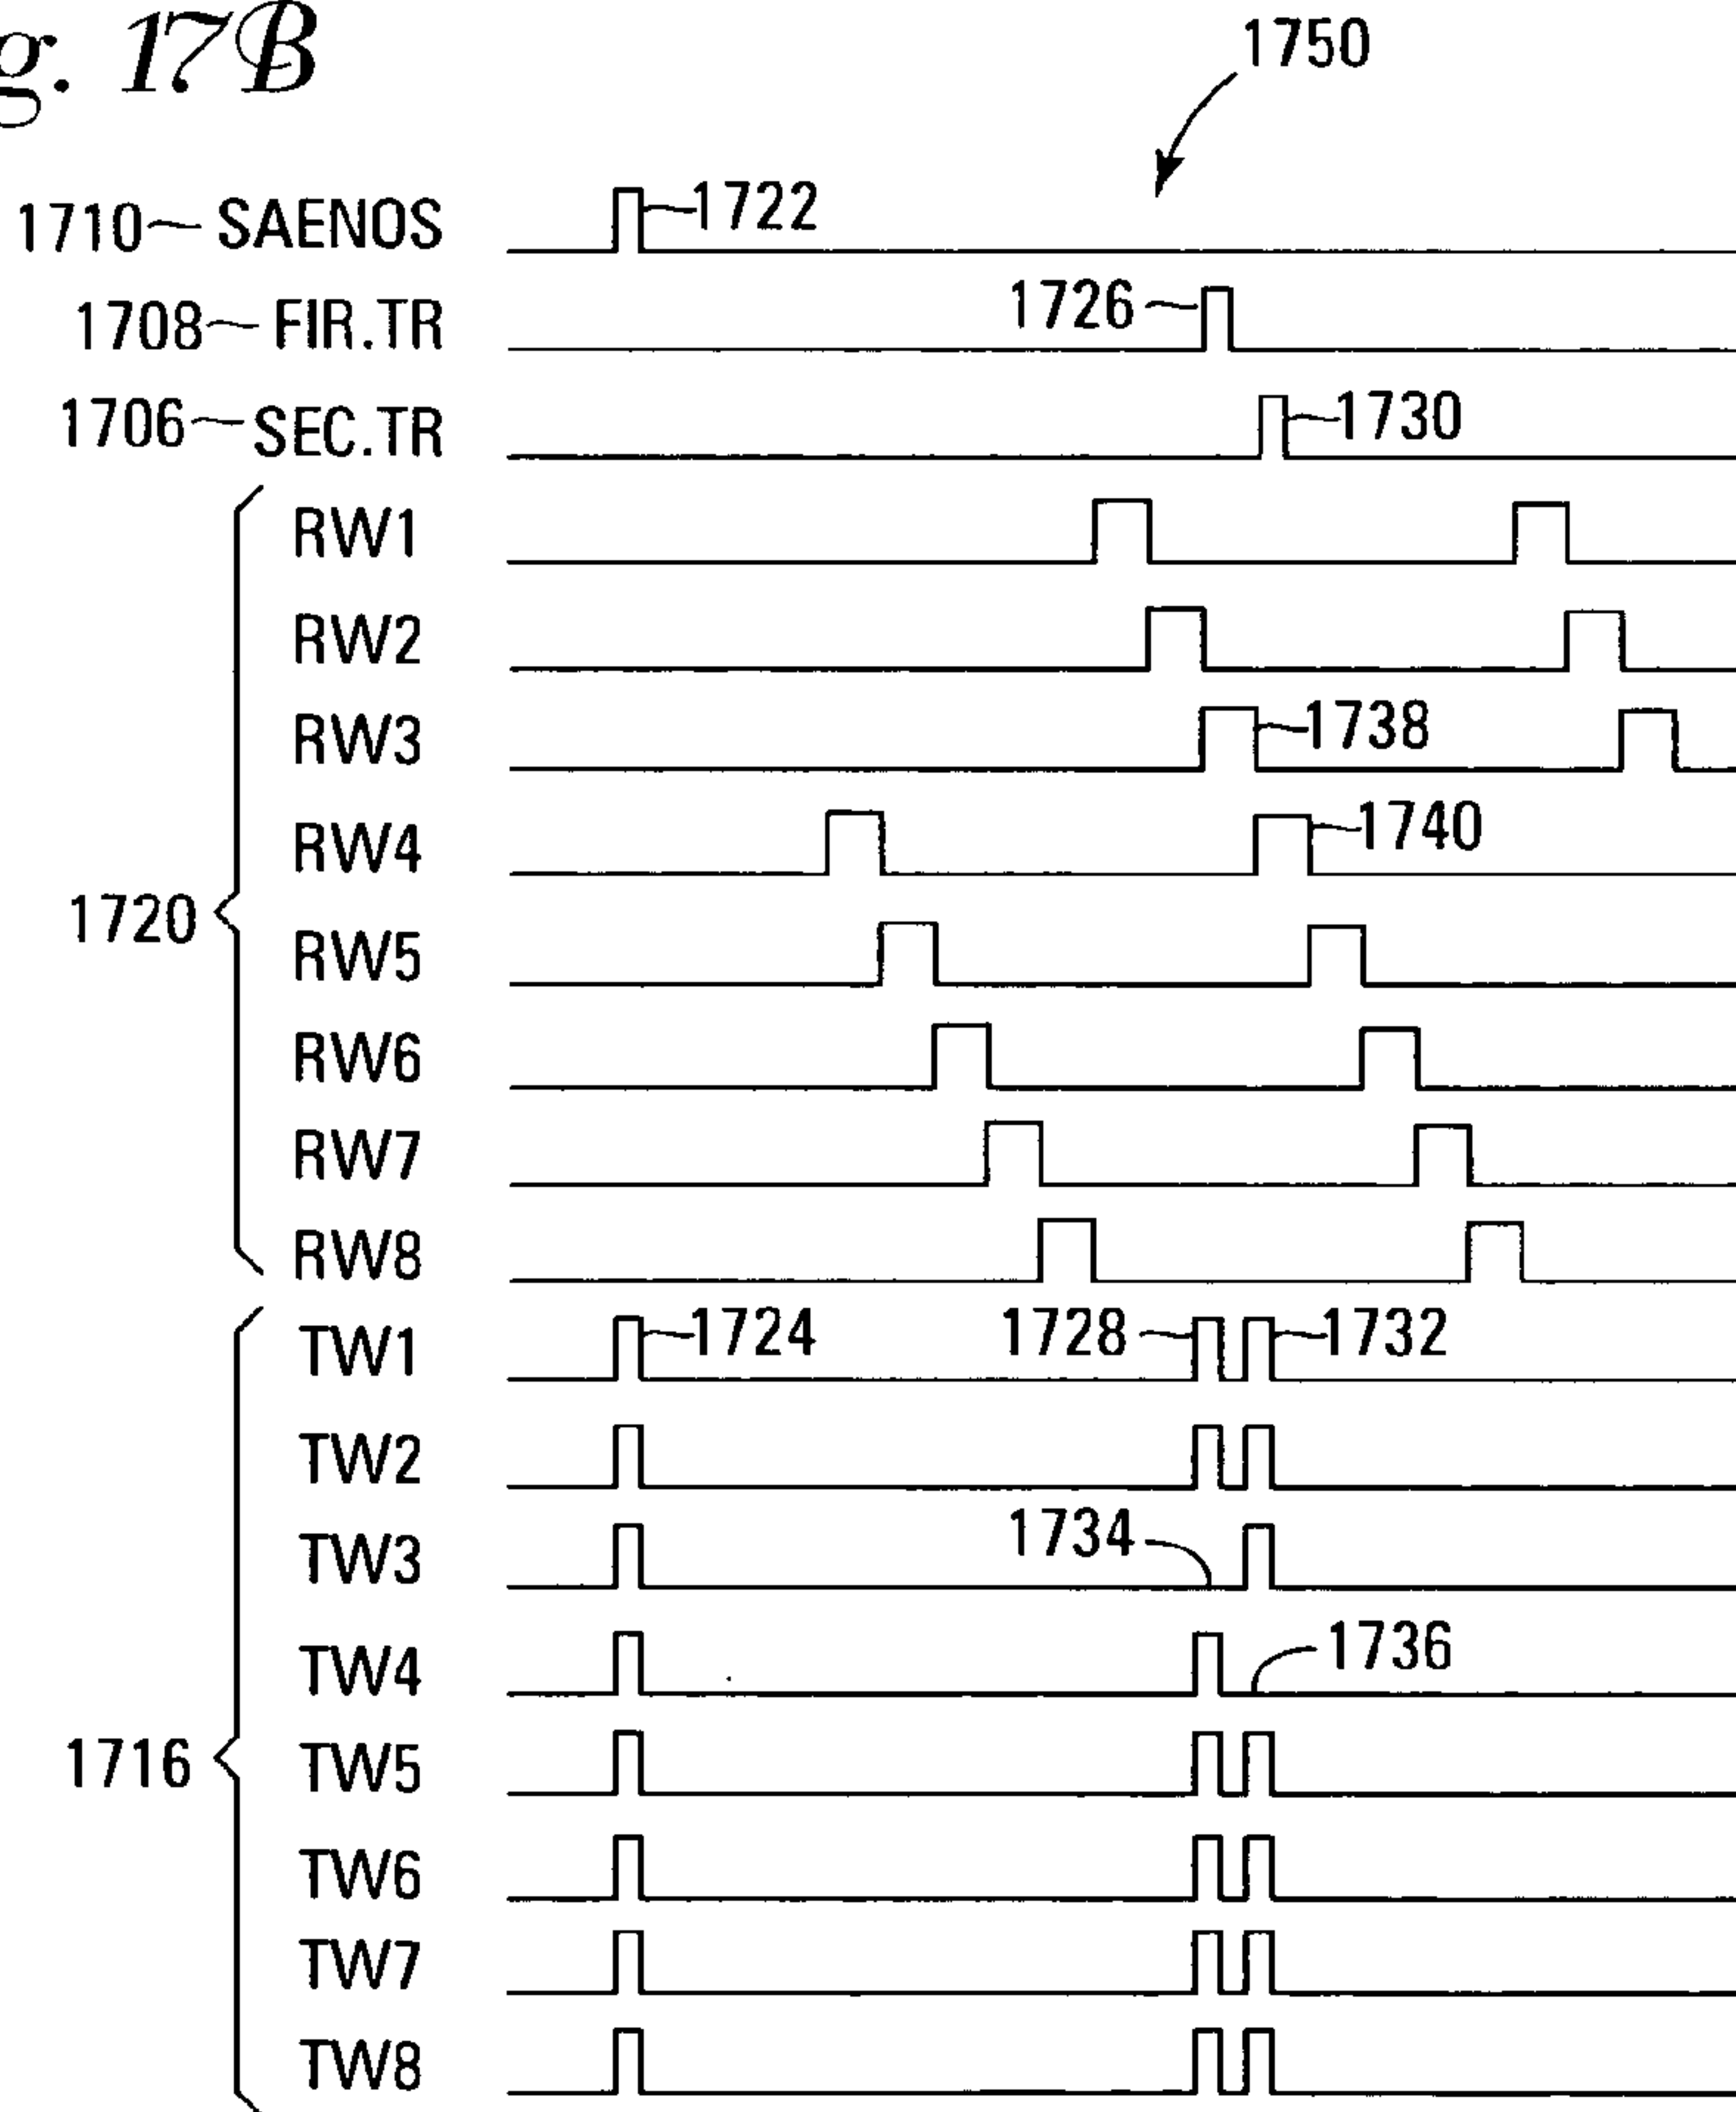 g. 17B
1750
1710 SAENOS 1722
1708 FIR.TR 1726
1706 SEC.TR 1730
RW1
RW2
RW3 1738
RW4 1740
1720
RW5
RW6
RW7
RW8
TW1 1724 1728 1732
TW2
TW3 1734
TW4 1736
1716 TW5
TW6
TW7
TW8